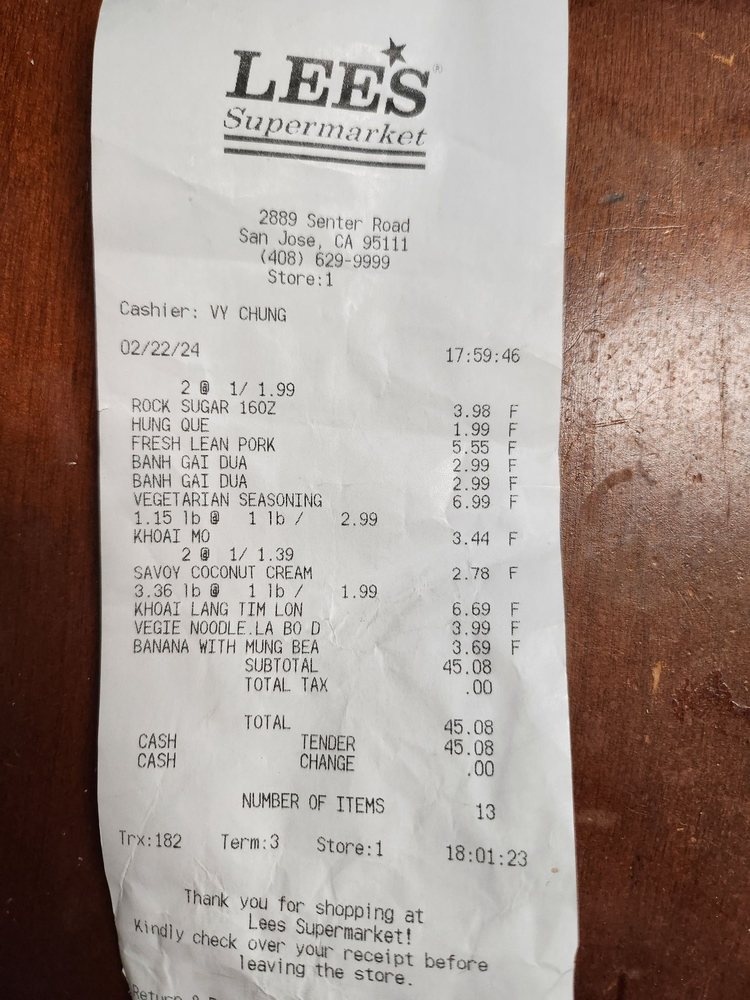 LEE'S
Supermarket
2889 Senter Road
San Jose, CA 95111
(408) 629-9999
Store:1
Cashier: VY CHUNG
02/22/24 17:59:46
2 @ 1/ 1.99
ROCK SUGAR 16OZ 3.98 F
HUNG QUE 1.99 F
FRESH LEAN PORK 5.55 F
BANH GAI DUA 2.99 F
BANH GAI DUA 2.99 F
VEGETARIAN SEASONING 6.99 F
1.15 lb @ 1 lb / 2.99
KHOAI MO 3.44 F
2 @ 1/ 1.39
SAVOY COCONUT CREAM 2.78 F
3.36 lb @ 1 lb / 1.99
KHOAI LANG TIM LON 6.69 F
VEGIE NOODLE.LA BO D 3.99 F
BANANA WITH MUNG BEA 3.69 F
SUBTOTAL 45.08
TOTAL TAX .00
TOTAL 45.08
CASH TENDER 45.08
CASH CHANGE .00
NUMBER OF ITEMS 13
Trx:182 Term:3 Store:1 18:01:23
Thank you for shopping at
Lees Supermarket!
Kindly check over your receipt before
leaving the store.
Return